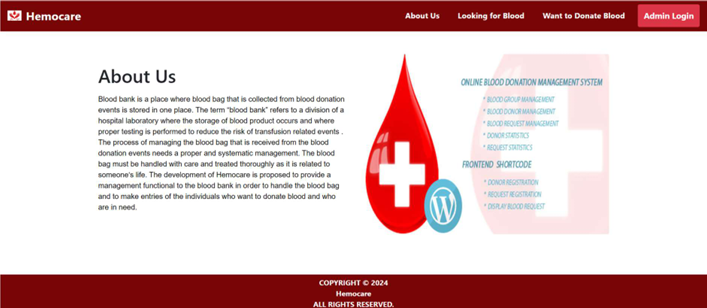 Hemocare
About Us
Looking for Blood
Want to Donate Blood
Admin Login
About Us
Blood bank is a place where blood bag that is collected from blood donation
events is stored in one place. The term “blood bank” refers to a division of a
hospital laboratory where the storage of blood product occurs and where
proper testing is performed to reduce the risk of transfusion related events .
The process of managing the blood bag that is received from the blood
donation events needs a proper and systematic management. The blood
bag must be handled with care and treated thoroughly as it is related to
someone's life. The development of Hemocare is proposed to provide a
management functional to the blood bank in order to handle the blood bag
and to make entries of the individuals who want to donate blood and who
are in need.
ONLINE BLOOD DONATION MANAGEMENT SYSTEM
* BLOOD GROUP MANAGEMENT
* BLOOD DONOR MANAGEMENT
* BLOOD REQUEST MANAGEMENT
* DONOR STATISTICS
* REQUEST STATISTICS
FRONTEND SHORTCODE
* DONOR REGISTRATION
* REQUEST REGISTRATION
* DISPLAY BLOOD REQUEST
COPYRIGHT © 2024
Hemocare
ALL RIGHTS RESERVED.